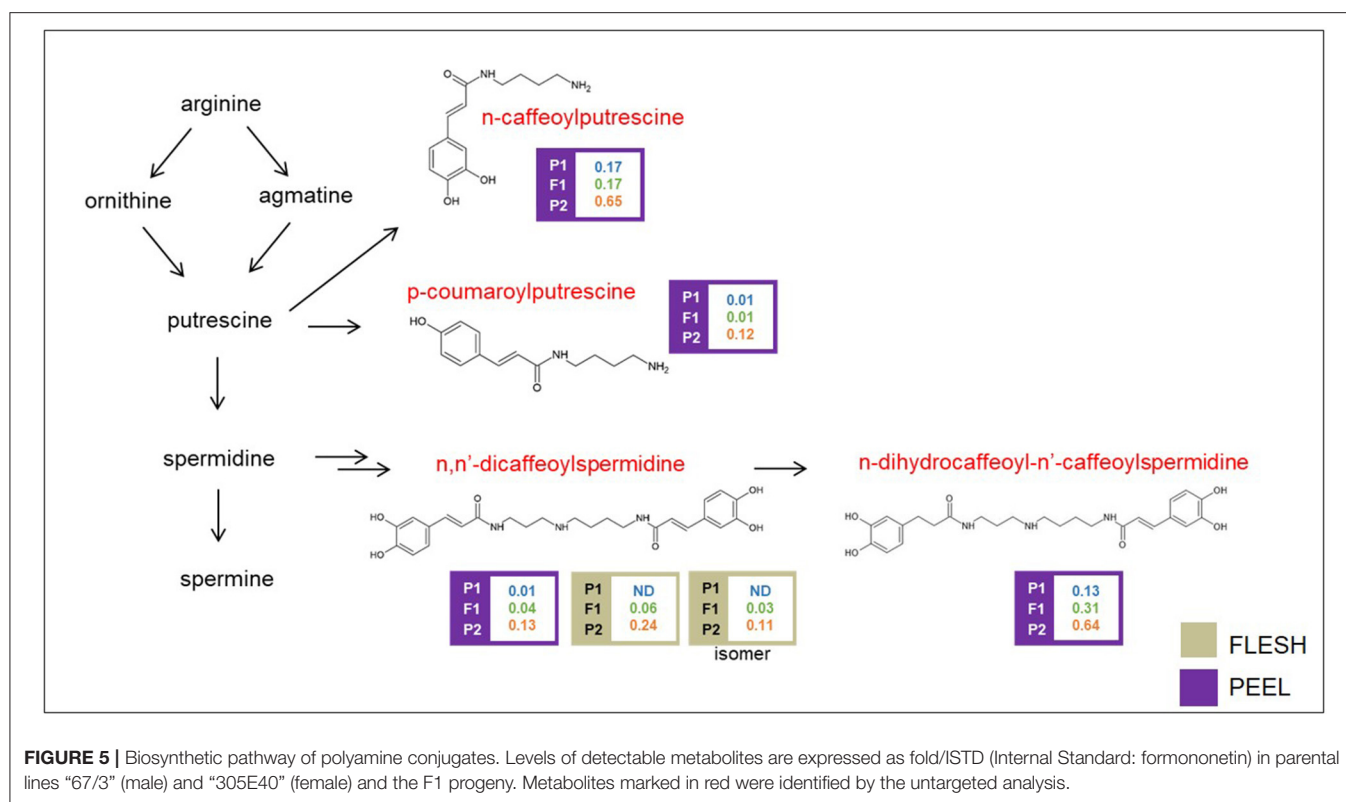 arginine
ornithine
agmatine
putrescine
spermidine
spermine
n-caffeoylputrescine
O
NH
NH2
OH
OH
P1 0.17
F1 0.17
P2 0.65
p-coumaroylputrescine
HO
NH
NH2
O
P1 0.01
F1 0.01
P2 0.12
n,n'-dicaffeoylspermidine
HO
HO
O
NH
NH
NH
O
OH
OH
P1 0.01
F1 0.04
P2 0.13
P1 ND
F1 0.06
P2 0.24
P1 ND
F1 0.03
P2 0.11
isomer
n-dihydrocaffeoyl-n'-caffeoylspermidine
HO
HO
O
NH
NH
NH
O
OH
OH
P1 0.13
F1 0.31
P2 0.64
FLESH
PEEL
FIGURE 5 | Biosynthetic pathway of polyamine conjugates. Levels of detectable metabolites are expressed as fold/ISTD (Internal Standard: formononetin) in parental
lines “67/3” (male) and “305E40” (female) and the F1 progeny. Metabolites marked in red were identified by the untargeted analysis.